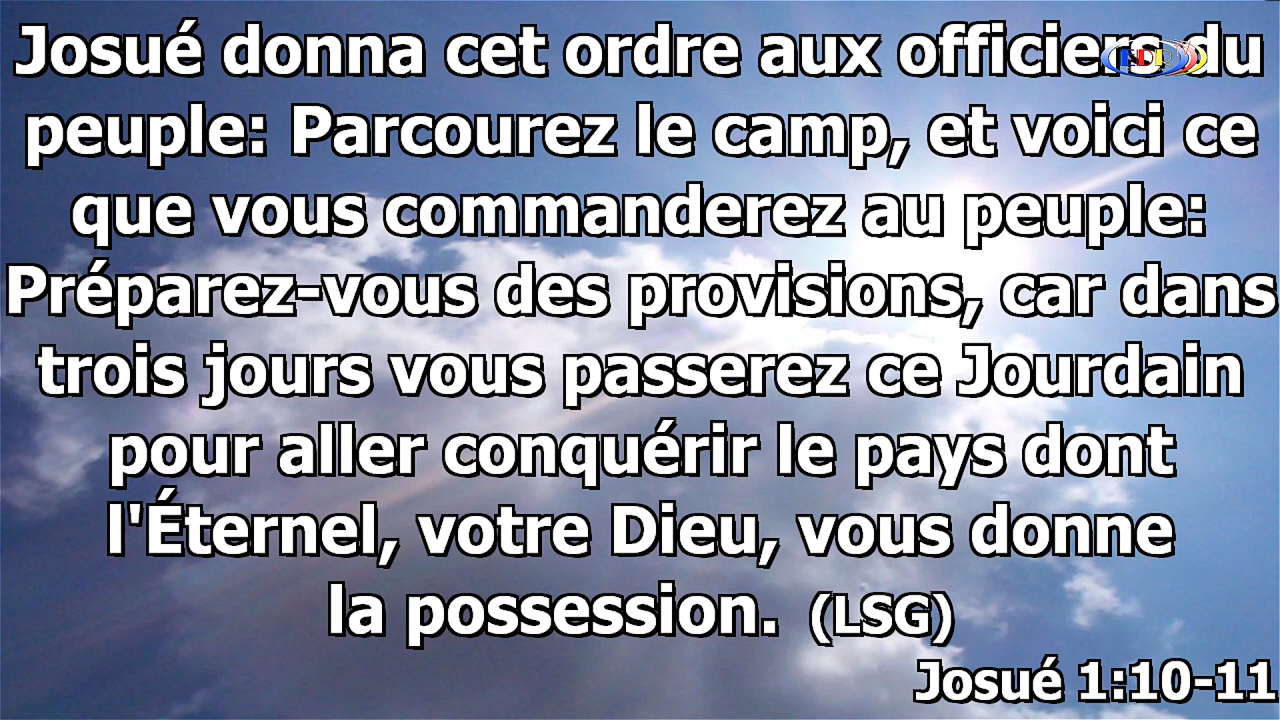 Josué donna cet ordre aux officiers du
peuple: Parcourez le camp, et voici ce
que vous commanderez au peuple:
Préparez-vous des provisions, car dans
trois jours vous passerez ce Jourdain
pour aller conquérir le pays dont
l'Éternel, votre Dieu, vous donne
la possession. (LSG)
Josué 1:10-11